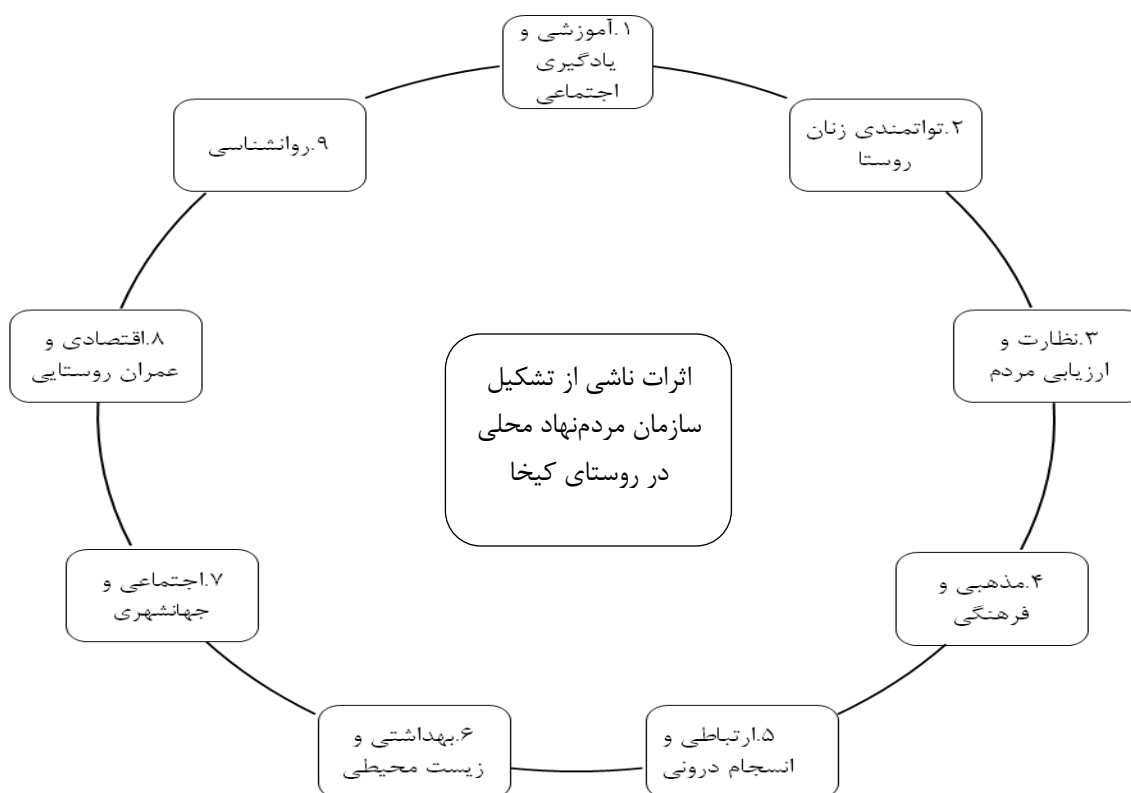 ۱.آموزشی و
یادگیری
اجتماعی
۲.تواتمندی زنان
روستا
۳.نظارت و
ارزیابی مردم
۴.مذهبی و
فرهنگی
۵.ارتباطی و
انسجام درونی
۶.بهداشتی و
زیست محیطی
۷.اجتماعی و
جهانشهری
۸.اقتصادی و
عمران روستایی
۹.روانشناسی
اثرات ناشی از تشکیل
سازمان مردم‌نهاد محلی
در روستای کیخا